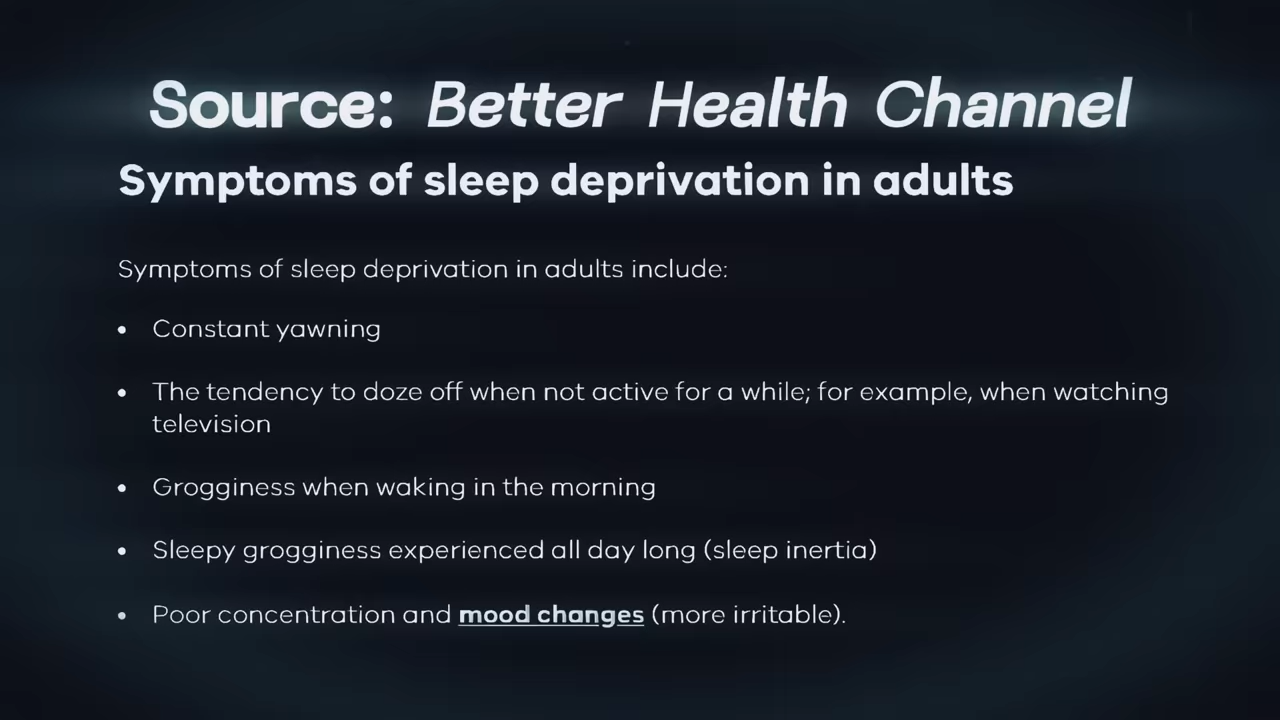 Source: Better Health Channel
Symptoms of sleep deprivation in adults
Symptoms of sleep deprivation in adults include:
• Constant yawning
• The tendency to doze off when not active for a while; for example, when watching
television
• Grogginess when waking in the morning
• Sleepy grogginess experienced all day long (sleep inertia)
• Poor concentration and mood changes (more irritable).